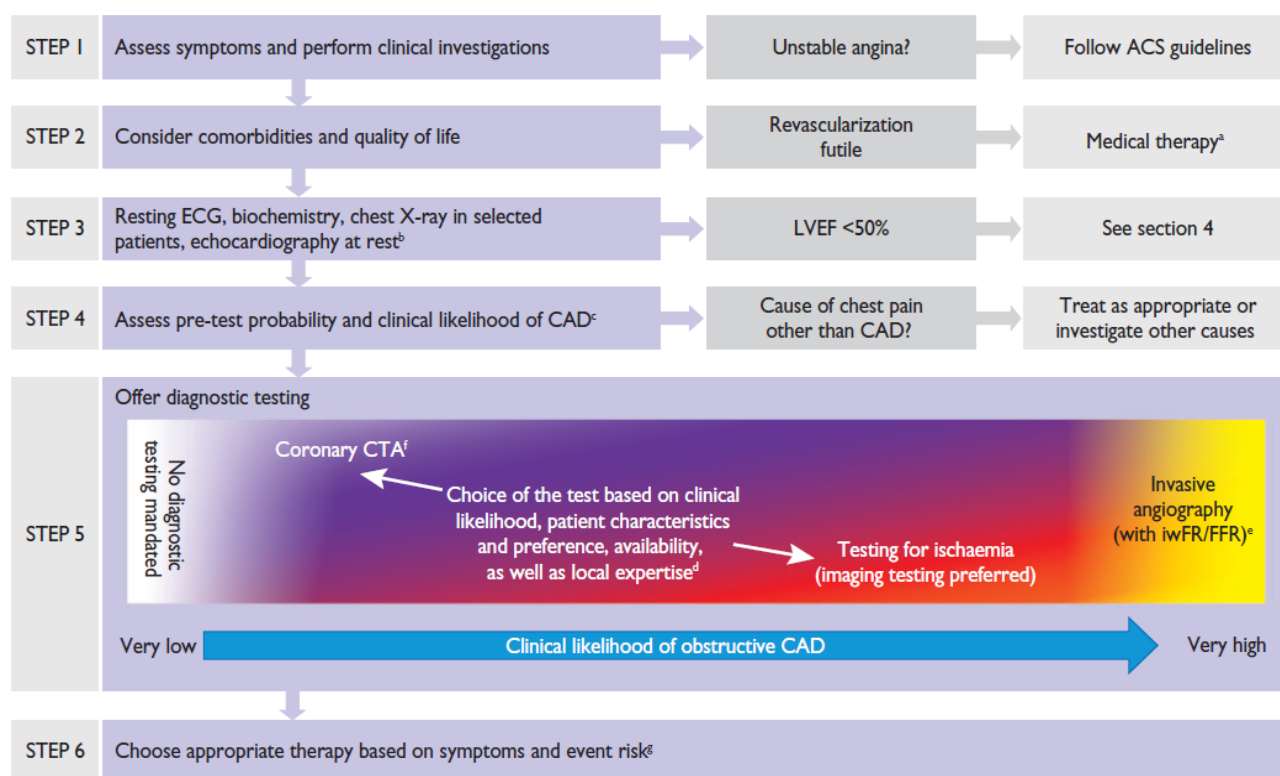 STEP 1
Assess symptoms and perform clinical investigations
Unstable angina?
Follow ACS guidelines
STEP 2
Consider comorbidities and quality of life
Revascularization
futile
Medical therapyᵃ
STEP 3
Resting ECG, biochemistry, chest X-ray in selected
patients, echocardiography at restᵇ
LVEF <50%
See section 4
STEP 4
Assess pre-test probability and clinical likelihood of CADᶜ
Cause of chest pain
other than CAD?
Treat as appropriate or
investigate other causes
STEP 5
Offer diagnostic testing
No diagnostic
testing mandated
Coronary CTAᶠ
Choice of the test based on clinical
likelihood, patient characteristics
and preference, availability,
as well as local expertiseᵈ
Testing for ischaemia
(imaging testing preferred)
Invasive
angiography
(with iwFR/FFR)ᵉ
Very low
Clinical likelihood of obstructive CAD
Very high
STEP 6
Choose appropriate therapy based on symptoms and event riskᵍ